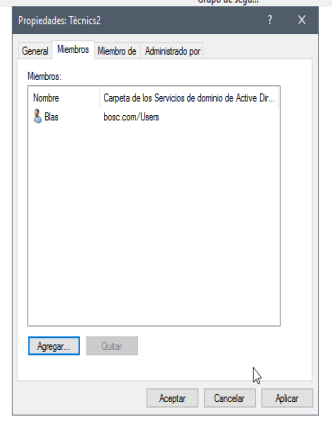 Grupo de segu...
Propiedades: Tècnics2
?
X
General
Miembros
Miembro de
Administrado por
Miembros:
Nombre
Carpeta de los Servicios de dominio de Active Dir...
Blas
bosc.com/Users
Agregar...
Quitar
Aceptar
Cancelar
Aplicar